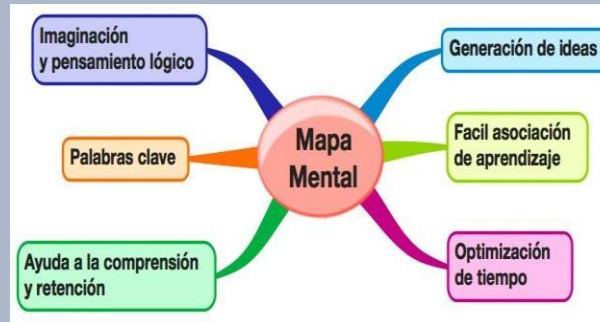 Imaginación
y pensamiento lógico
Generación de ideas
Palabras clave
Mapa
Mental
Facil asociación
de aprendizaje
Ayuda a la comprensión
y retención
Optimización
de tiempo